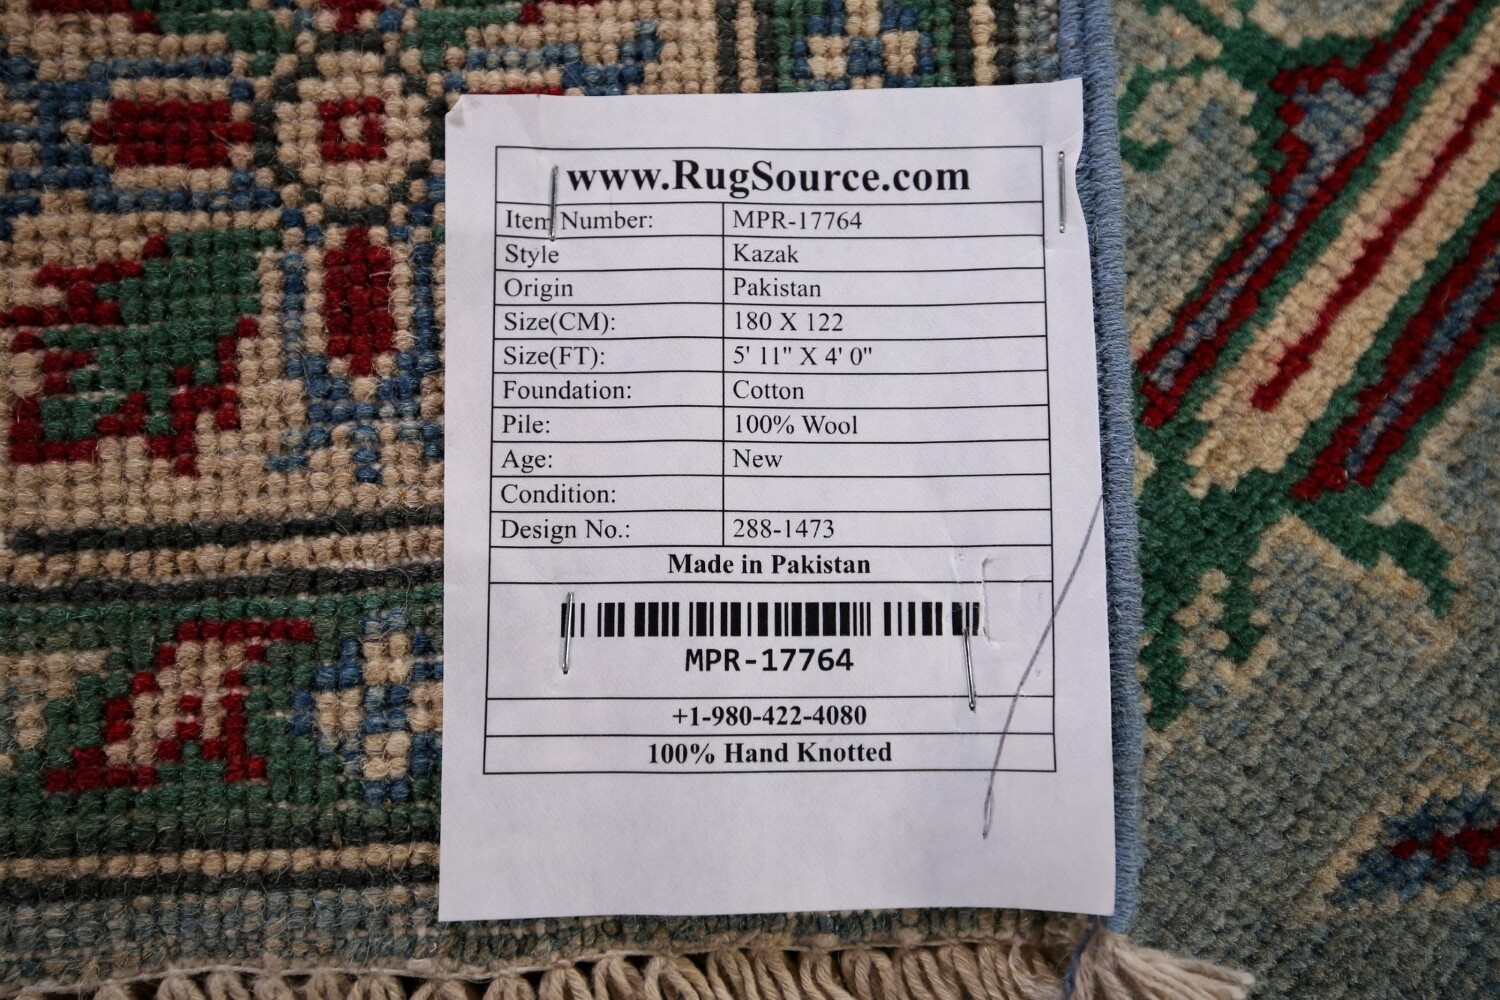 www.RugSource.com
Item Number: MPR-17764
Style Kazak
Origin Pakistan
Size(CM): 180 X 122
Size(FT): 5' 11" X 4' 0"
Foundation: Cotton
Pile: 100% Wool
Age: New
Condition:
Design No.: 288-1473
Made in Pakistan
MPR-17764
+1-980-422-4080
100% Hand Knotted